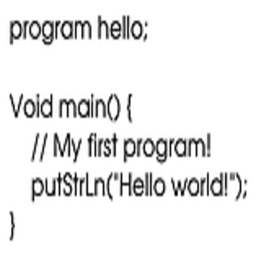 program hello;
Void main() {
// My first program!
putStrLn("Hello world!");
}